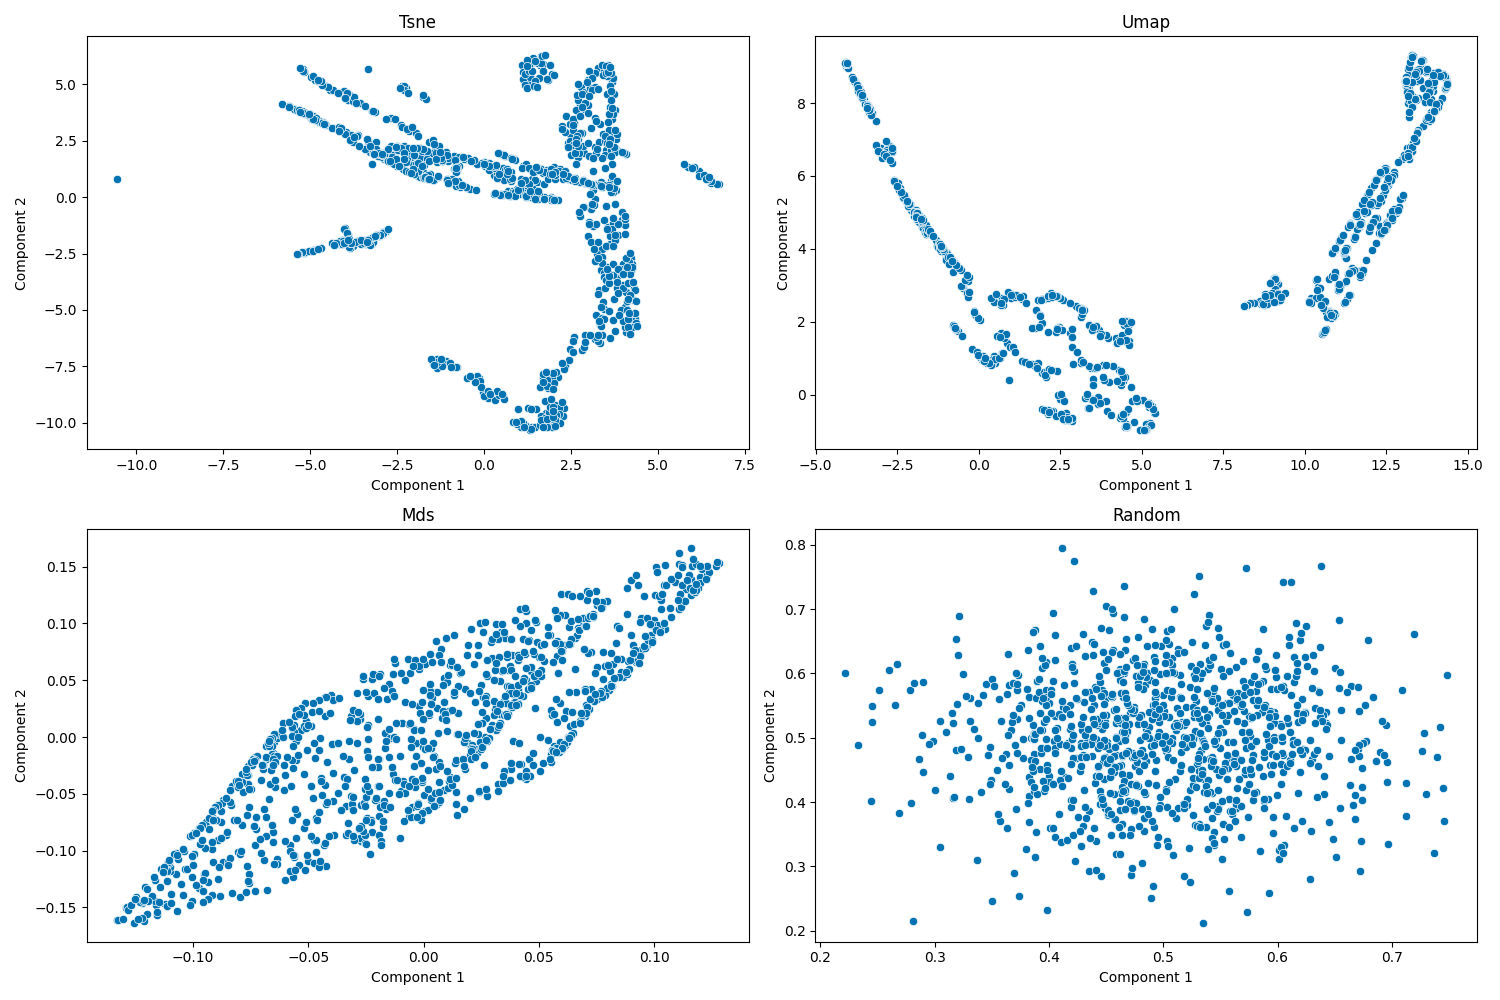 Tsne
5.0
2.5
0.0
−2.5
−5.0
−7.5
−10.0
Component 2
−10.0 −7.5 −5.0 −2.5 0.0 2.5 5.0 7.5
Component 1
Umap
8
6
4
2
0
Component 2
−5.0 −2.5 0.0 2.5 5.0 7.5 10.0 12.5 15.0
Component 1
Mds
0.15
0.10
0.05
0.00
−0.05
−0.10
−0.15
Component 2
−0.10 −0.05 0.00 0.05 0.10
Component 1
Random
0.8
0.7
0.6
0.5
0.4
0.3
0.2
Component 2
0.2 0.3 0.4 0.5 0.6 0.7
Component 1